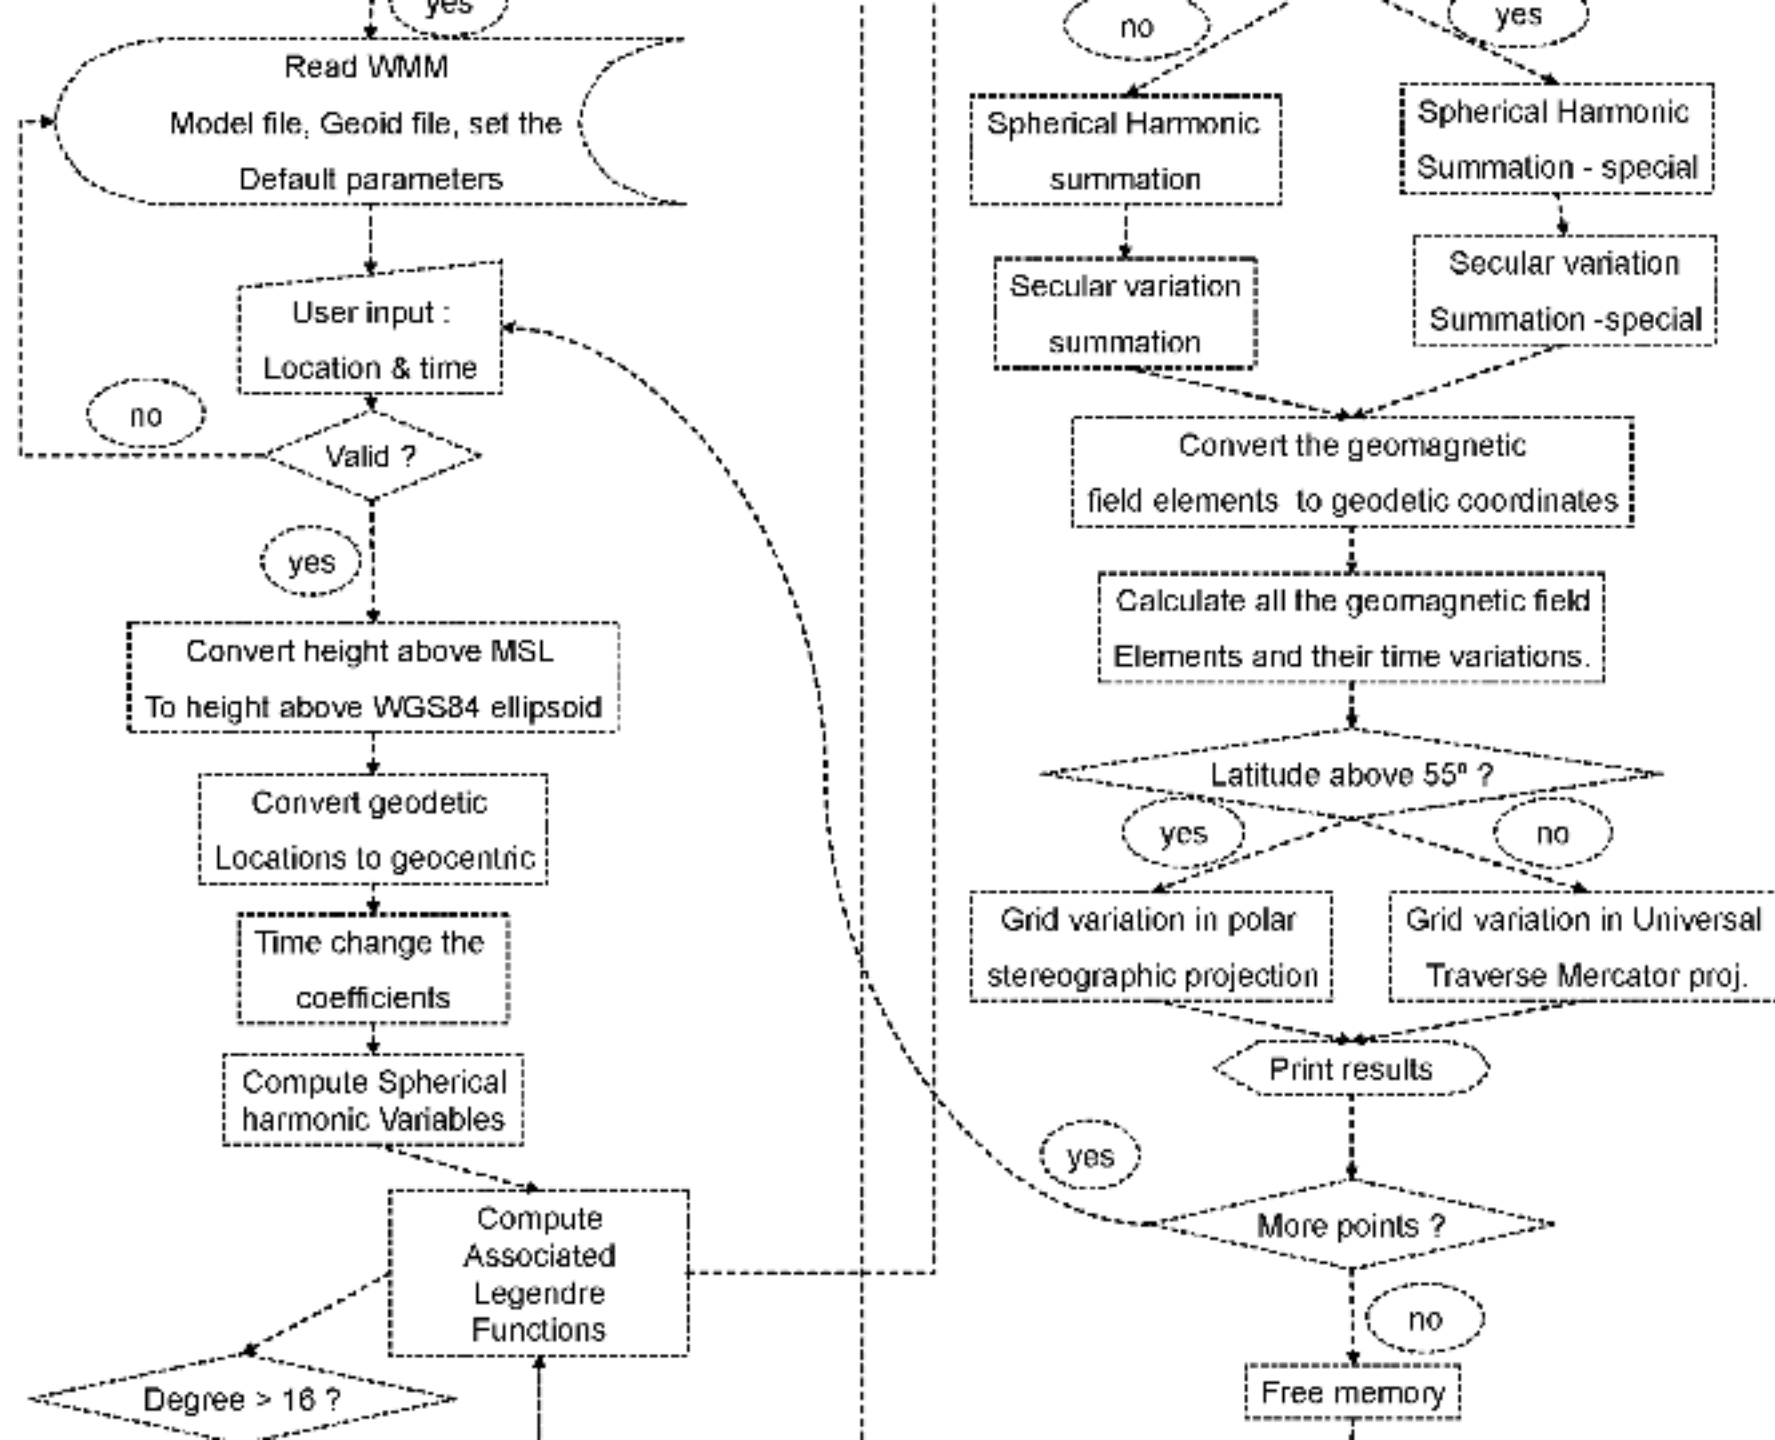 yes
Read WMM
Model file, Geoid file, set the
Default parameters
User input :
Location & time
no
Valid ?
yes
Convert height above MSL
To height above WGS84 ellipsoid
Convert geodetic
Locations to geocentric
Time change the
coefficients
Compute Spherical
harmonic Variables
Compute
Associated
Legendre
Functions
Degree > 16 ?
no
yes
Spherical Harmonic
summation
Spherical Harmonic
Summation - special
Secular variation
summation
Secular variation
Summation -special
Convert the geomagnetic
field elements to geodetic coordinates
Calculate all the geomagnetic field
Elements and their time variations.
Latitude above 55º ?
yes
no
Grid variation in polar
stereographic projection
Grid variation in Universal
Traverse Mercator proj.
Print results
yes
More points ?
no
Free memory